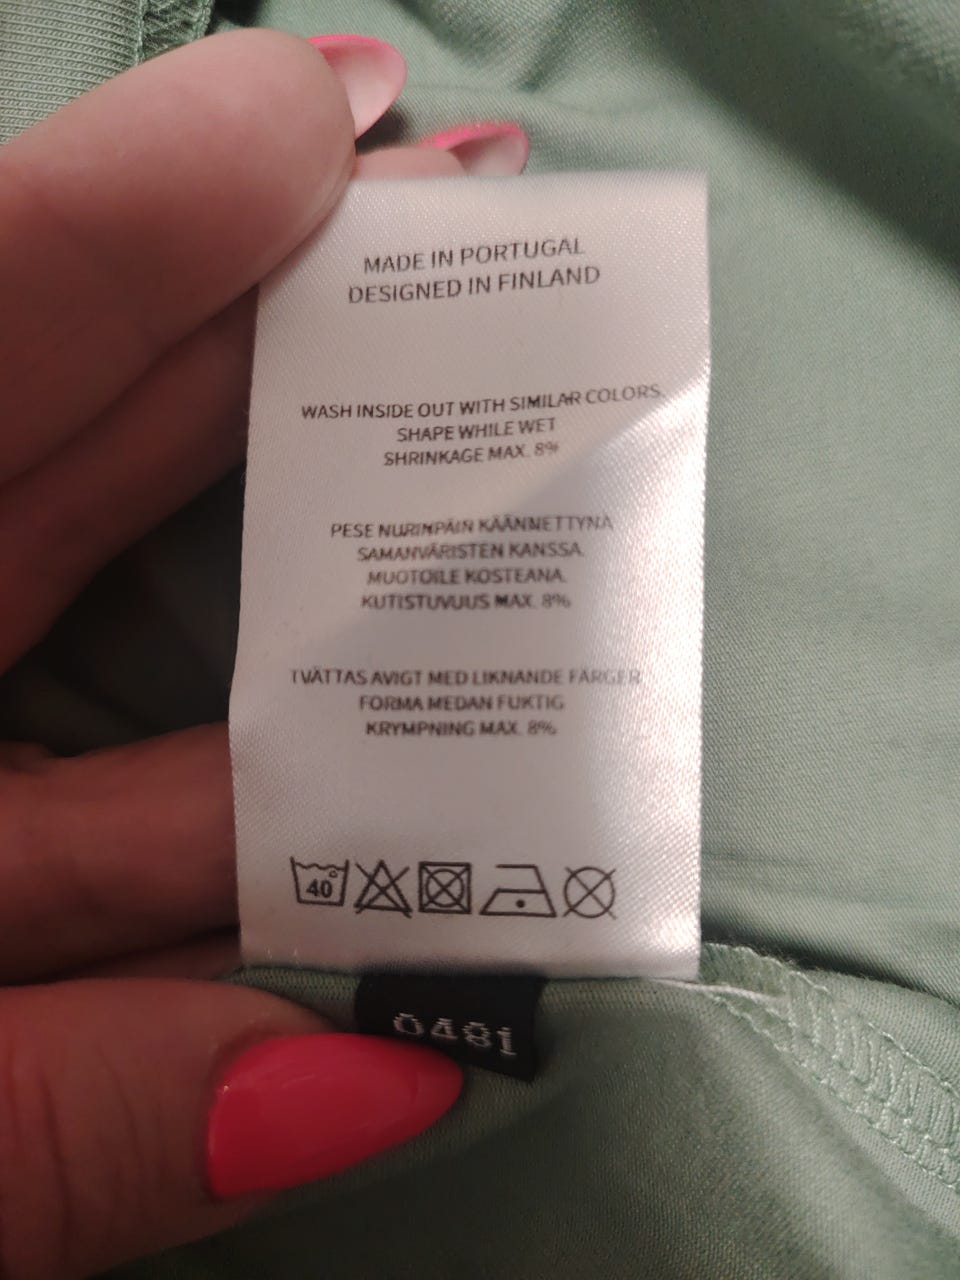 MADE IN PORTUGAL
DESIGNED IN FINLAND
WASH INSIDE OUT WITH SIMILAR COLORS.
SHAPE WHILE WET
SHRINKAGE MAX. 8%
PESE NURINPÄIN KÄÄNNETTYNÄ
SAMANVÄRISTEN KANSSA.
MUOTOILE KOSTEANA.
KUTISTUVUUS MAX. 8%
TVÄTTAS AVIGT MED LIKNANDE FÄRGER
FORMA MEDAN FUKTIG
KRYMPNING MAX. 8%
40
0481